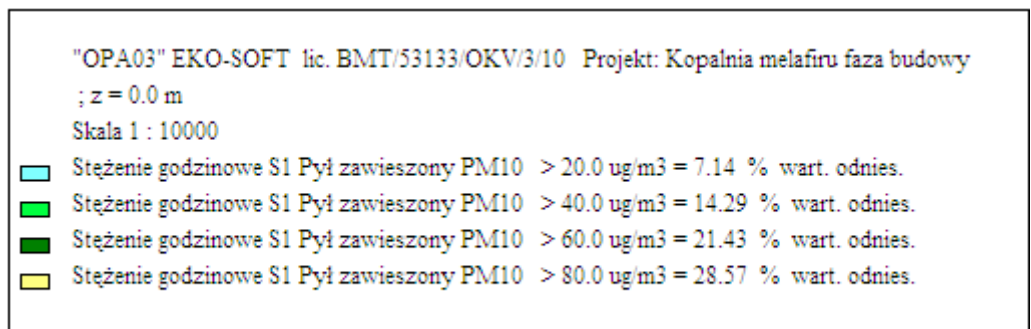 "OPA03" EKO-SOFT lic. BMT/53133/OKV/3/10 Projekt: Kopalnia melafiru faza budowy
; z = 0.0 m
Skala 1 : 10000
Stężenie godzinowe S1 Pył zawieszony PM10 > 20.0 ug/m3 = 7.14 % wart. odnies.
Stężenie godzinowe S1 Pył zawieszony PM10 > 40.0 ug/m3 = 14.29 % wart. odnies.
Stężenie godzinowe S1 Pył zawieszony PM10 > 60.0 ug/m3 = 21.43 % wart. odnies.
Stężenie godzinowe S1 Pył zawieszony PM10 > 80.0 ug/m3 = 28.57 % wart. odnies.